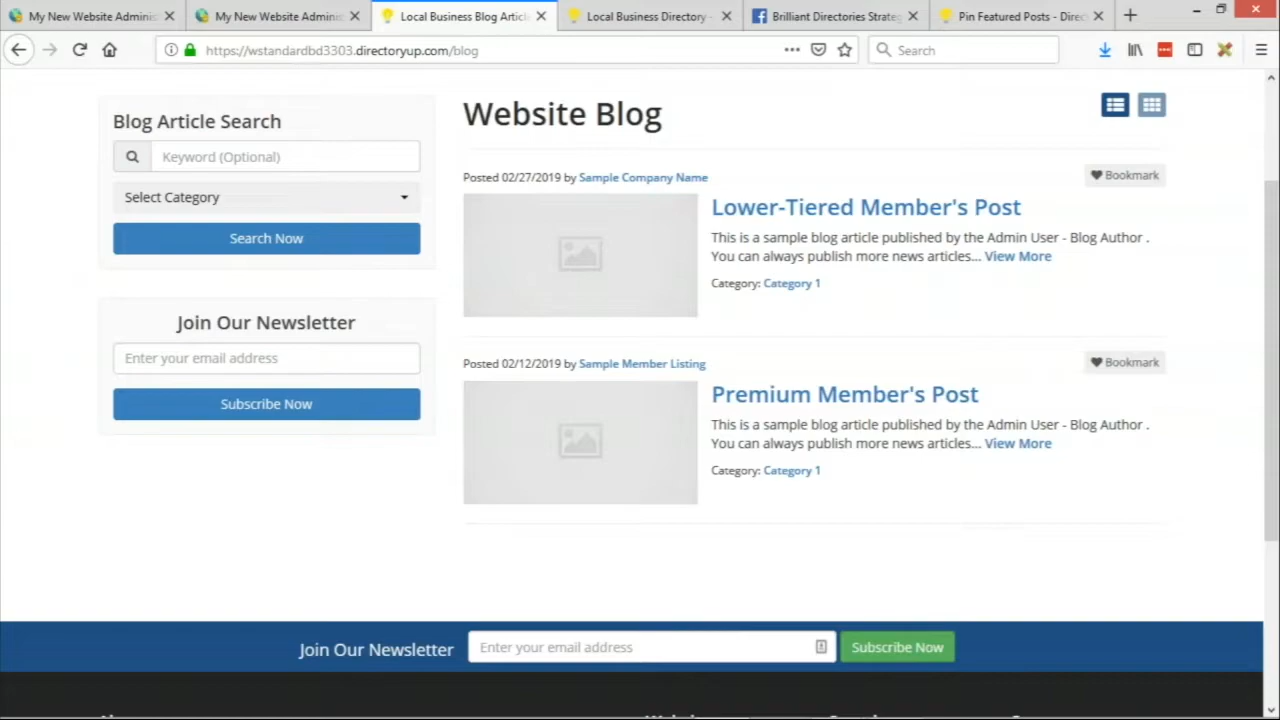 My New Website Adminis
My New Website Adminis
Local Business Blog Article
Local Business Directory -
Brilliant Directories Strateg
Pin Featured Posts - Direc
https://wstandardbd3303.directoryup.com/blog
Search
Blog Article Search
Keyword (Optional)
Select Category
Search Now
Join Our Newsletter
Enter your email address
Subscribe Now
Website Blog
Posted 02/27/2019 by Sample Company Name
Bookmark
Lower-Tiered Member's Post
This is a sample blog article published by the Admin User - Blog Author .
You can always publish more news articles... View More
Category: Category 1
Posted 02/12/2019 by Sample Member Listing
Bookmark
Premium Member's Post
This is a sample blog article published by the Admin User - Blog Author .
You can always publish more news articles... View More
Category: Category 1
Join Our Newsletter
Enter your email address
Subscribe Now